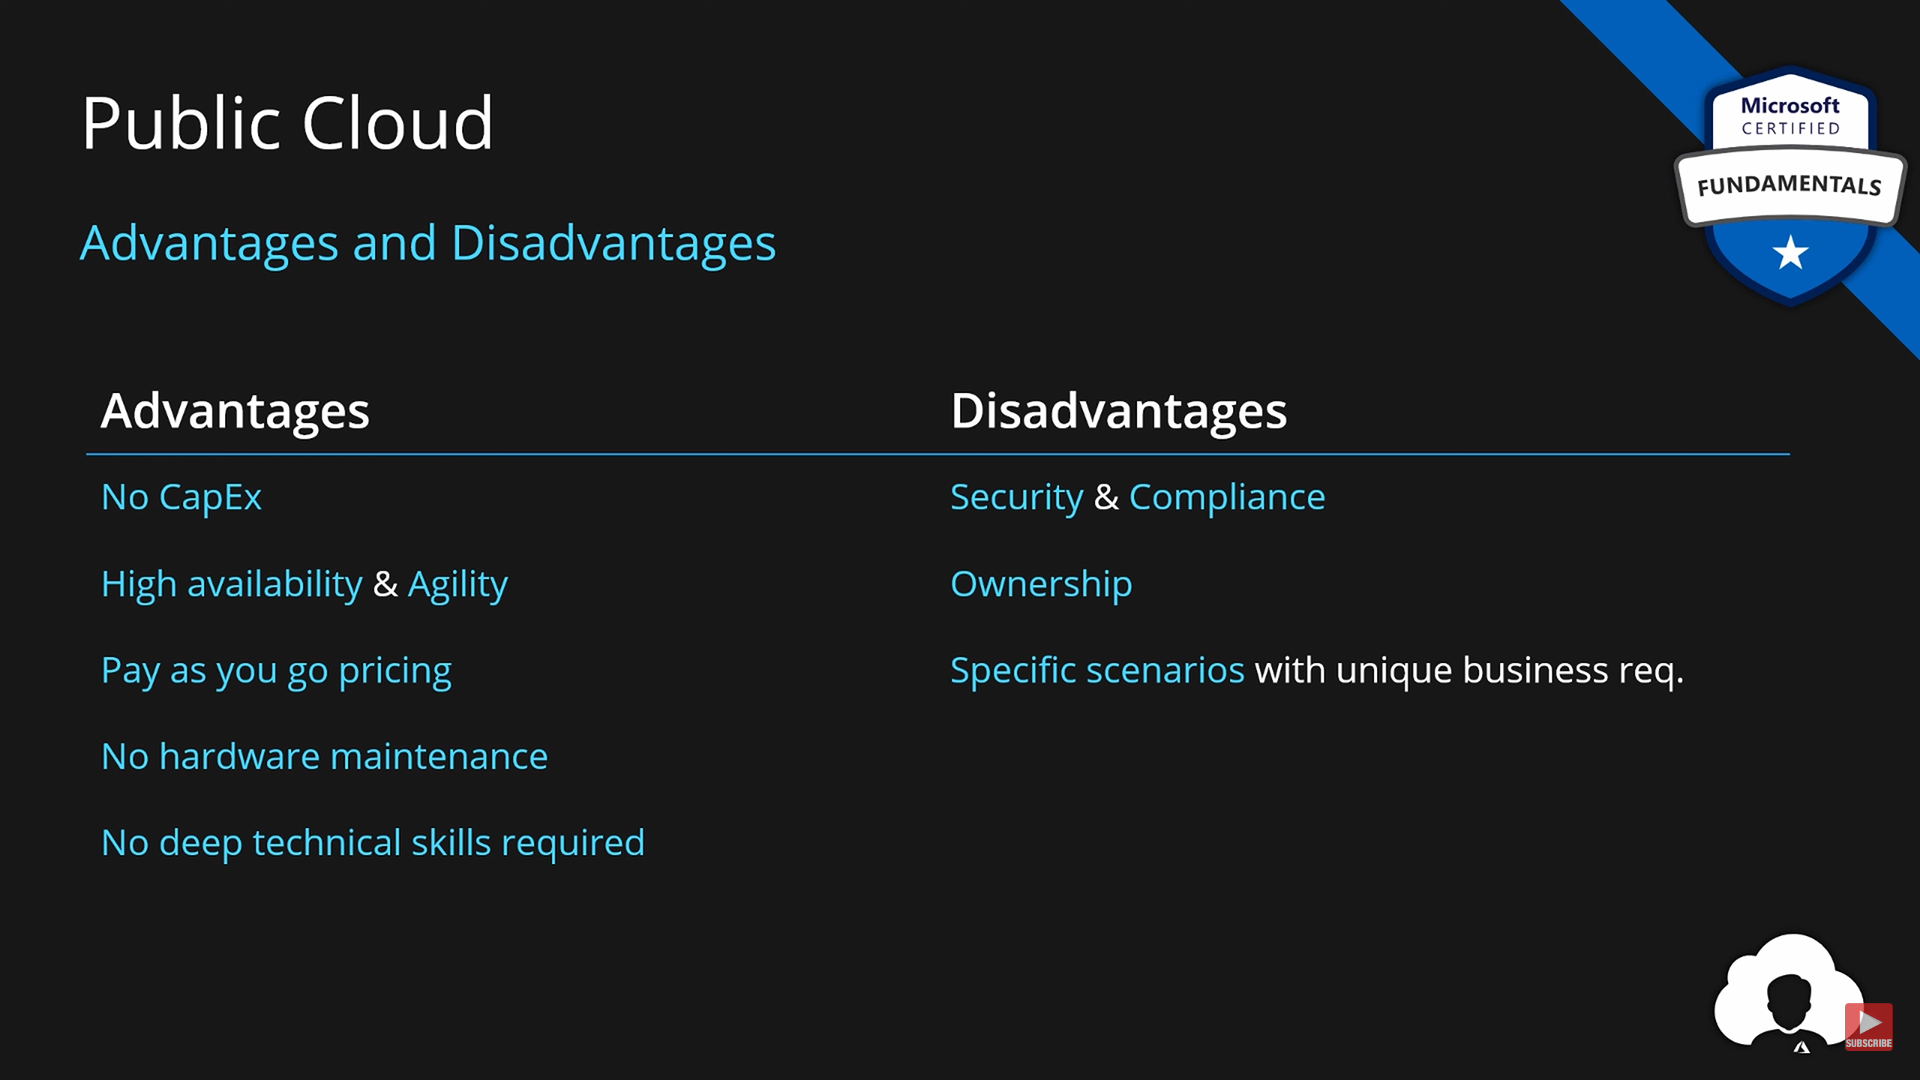 Public Cloud
Advantages and Disadvantages
Microsoft
CERTIFIED
FUNDAMENTALS
Advantages
Disadvantages
No CapEx
Security & Compliance
High availability & Agility
Ownership
Pay as you go pricing
Specific scenarios with unique business req.
No hardware maintenance
No deep technical skills required
SUBSCRIBE